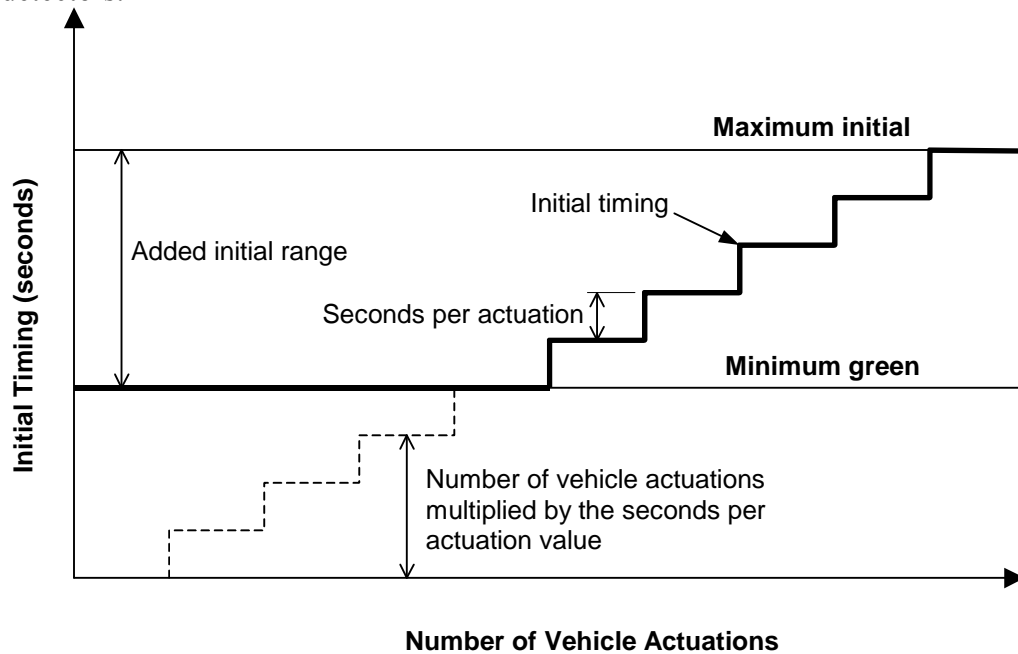 detectors.
Maximum initial
Initial timing
Added initial range
Seconds per actuation
Minimum green
Number of vehicle actuations
multiplied by the seconds per
actuation value
Initial Timing (seconds)
Number of Vehicle Actuations